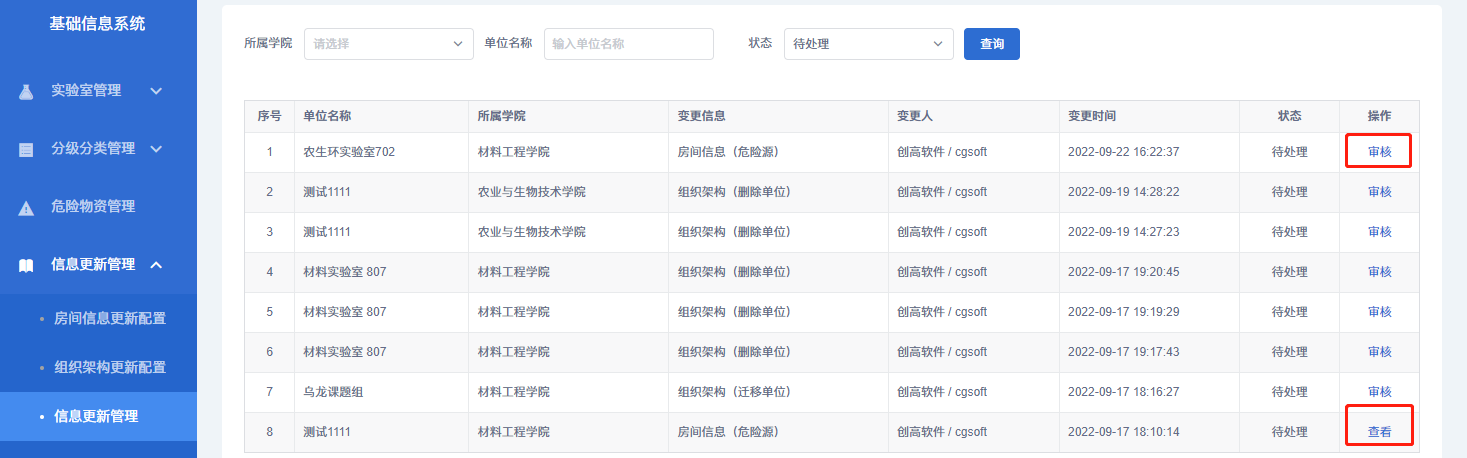 基础信息系统
实验室管理
分级分类管理
危险物资管理
信息更新管理
房间信息更新配置
组织架构更新配置
信息更新管理
所属学院 请选择 单位名称 输入单位名称 状态 待处理 查询
序号 单位名称 所属学院 变更信息 变更人 变更时间 状态 操作
1 农生环实验室702 材料工程学院 房间信息（危险源） 创高软件 / cgsoft 2022-09-22 16:22:37 待处理 审核
2 测试1111 农业与生物技术学院 组织架构（删除单位） 创高软件 / cgsoft 2022-09-19 14:28:22 待处理 审核
3 测试1111 农业与生物技术学院 组织架构（删除单位） 创高软件 / cgsoft 2022-09-19 14:27:23 待处理 审核
4 材料实验室 807 材料工程学院 组织架构（删除单位） 创高软件 / cgsoft 2022-09-17 19:20:45 待处理 审核
5 材料实验室 807 材料工程学院 组织架构（删除单位） 创高软件 / cgsoft 2022-09-17 19:19:29 待处理 审核
6 材料实验室 807 材料工程学院 组织架构（删除单位） 创高软件 / cgsoft 2022-09-17 19:17:43 待处理 审核
7 乌龙课题组 材料工程学院 组织架构（迁移单位） 创高软件 / cgsoft 2022-09-17 18:16:27 待处理 审核
8 测试1111 材料工程学院 房间信息（危险源） 创高软件 / cgsoft 2022-09-17 18:10:14 待处理 查看